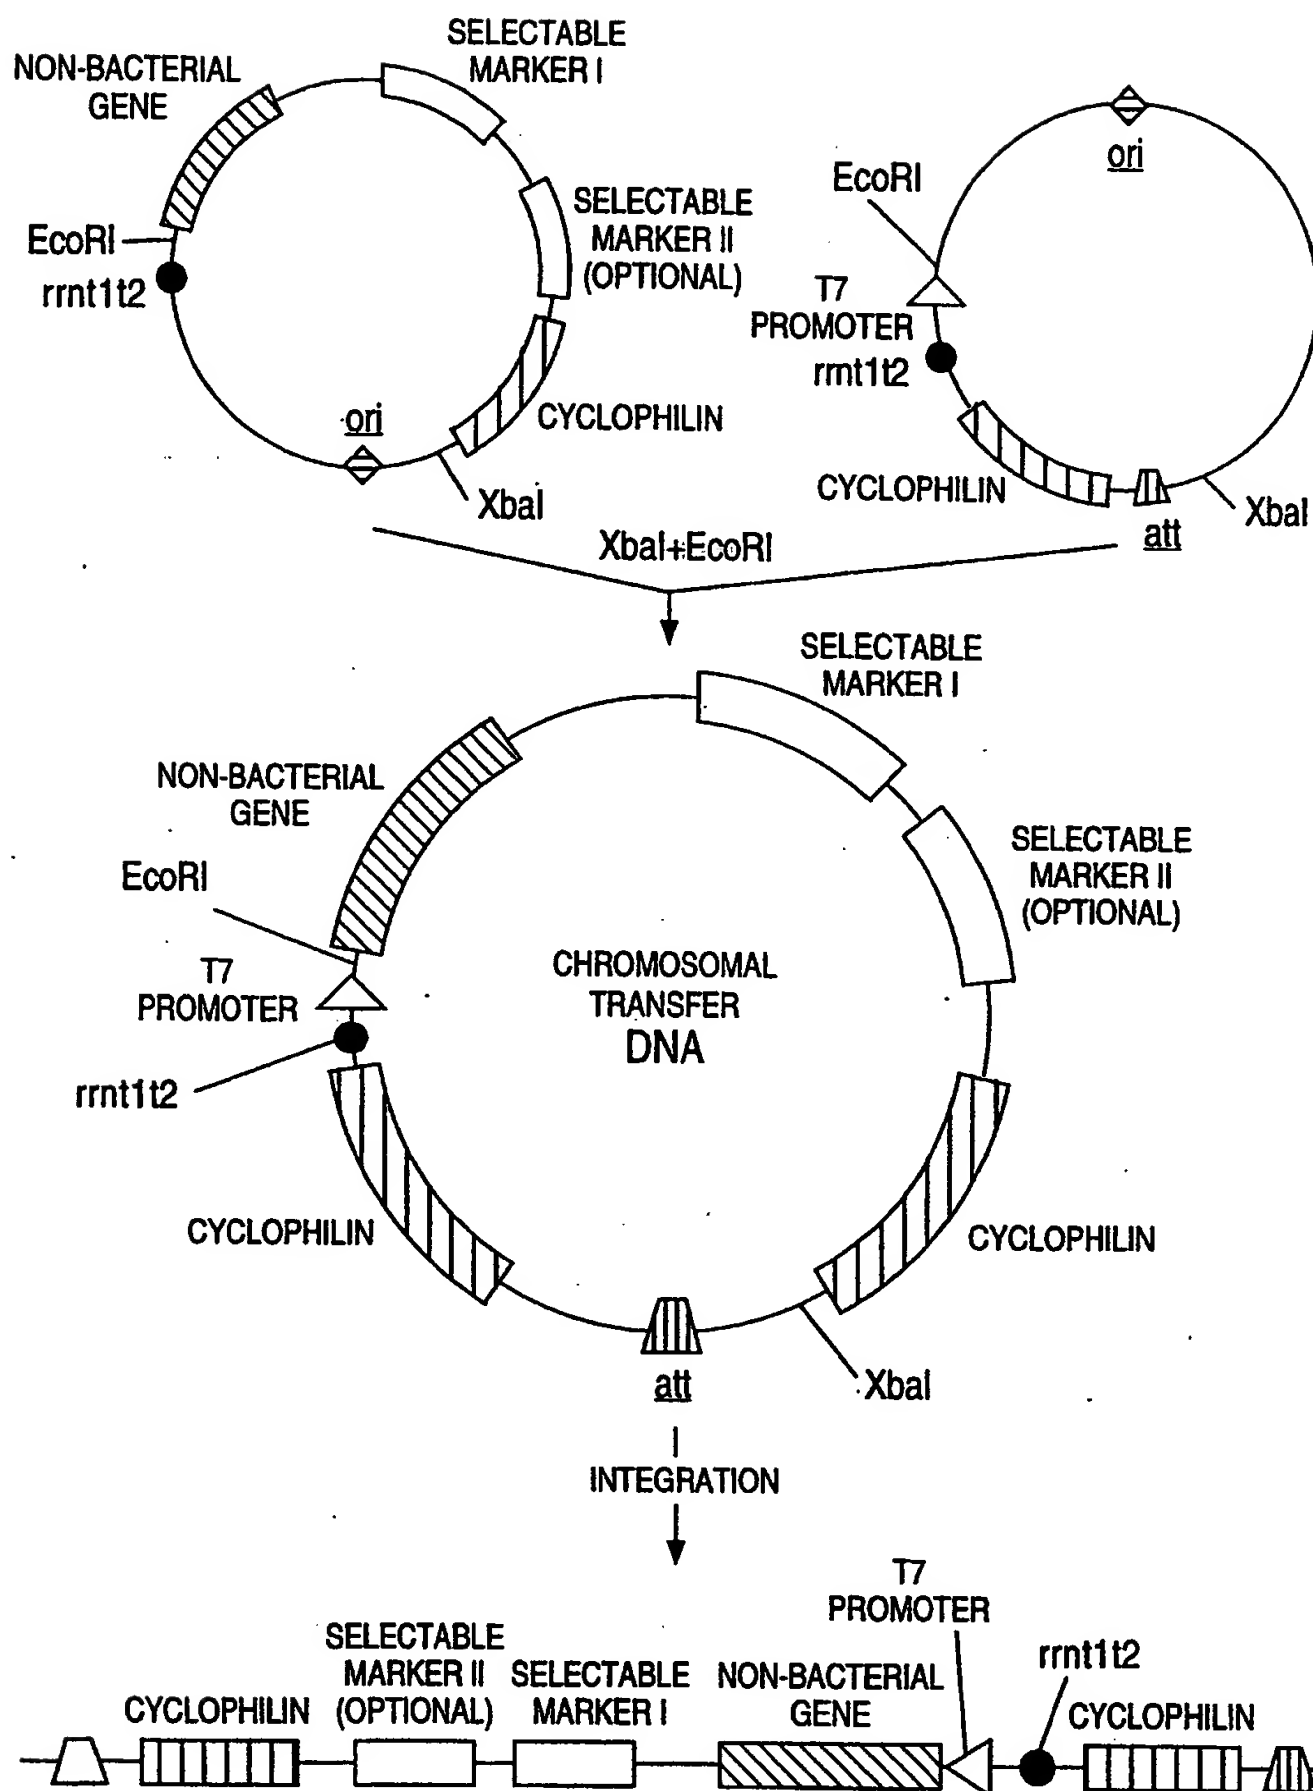 SELECTABLE
MARKER I
NON-BACTERIAL
GENE
EcoRI
rrnt1t2
SELECTABLE
MARKER II
(OPTIONAL)
CYCLOPHILIN
ori
XbaI
ori
EcoRI
T7
PROMOTER
rrnt1t2
CYCLOPHILIN
att
XbaI
XbaI+EcoRI
SELECTABLE
MARKER I
NON-BACTERIAL
GENE
SELECTABLE
MARKER II
(OPTIONAL)
EcoRI
T7
PROMOTER
CHROMOSOMAL
TRANSFER
DNA
rrnt1t2
CYCLOPHILIN
CYCLOPHILIN
att
XbaI
INTEGRATION
T7
PROMOTER
SELECTABLE
MARKER II
(OPTIONAL)
SELECTABLE
MARKER I
NON-BACTERIAL
GENE
rrnt1t2
CYCLOPHILIN
CYCLOPHILIN